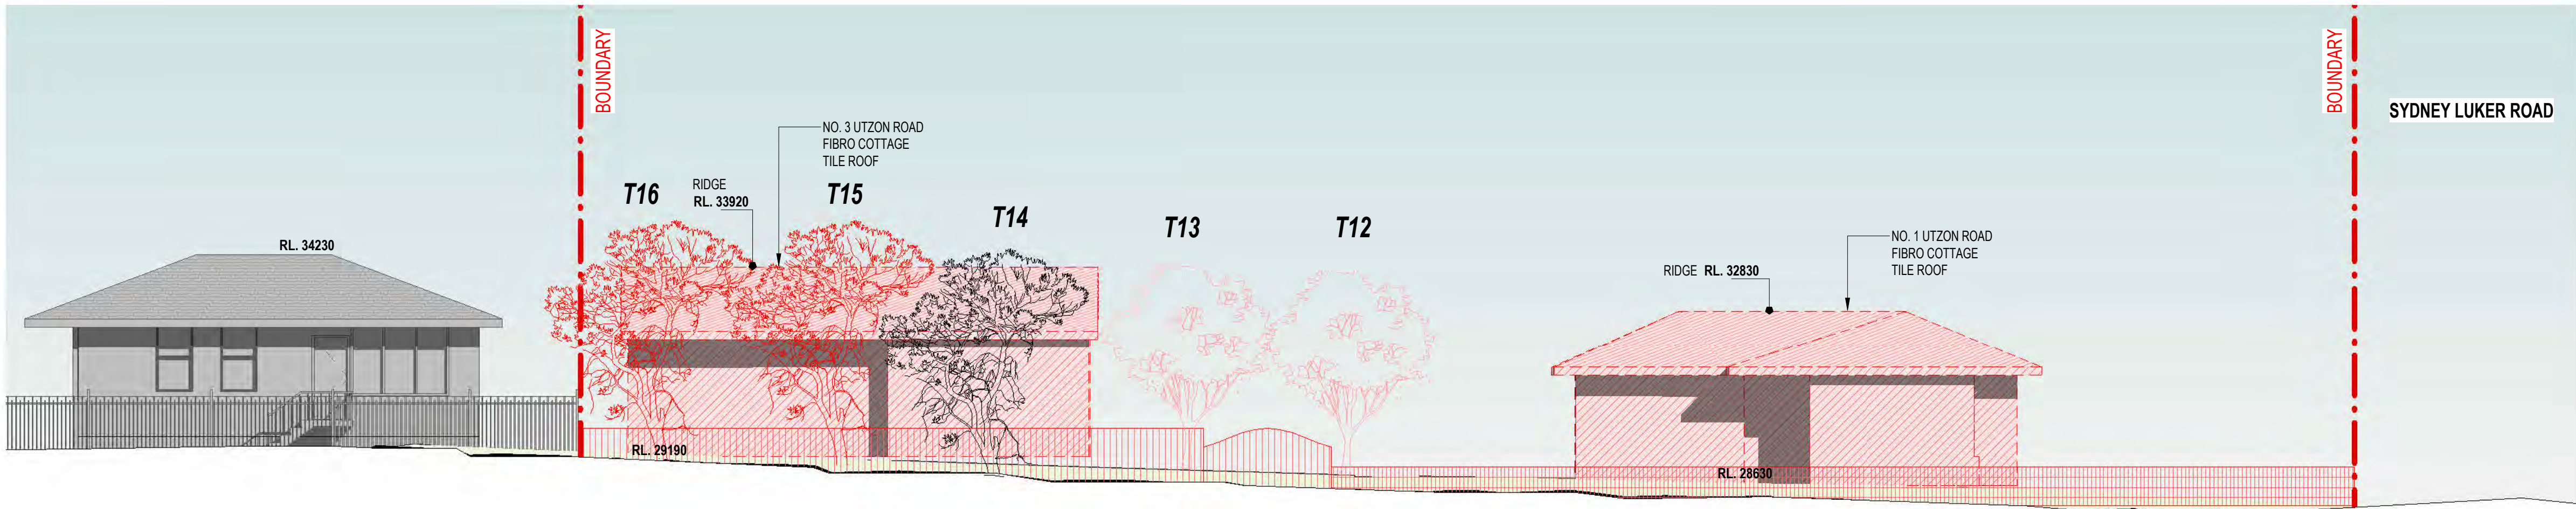 BOUNDARY
BOUNDARY
SYDNEY LUKER ROAD
NO. 3 UTZON ROAD
FIBRO COTTAGE
TILE ROOF
T16
RIDGE
RL. 33920
T15
T14
T13
T12
RL. 34230
NO. 1 UTZON ROAD
FIBRO COTTAGE
TILE ROOF
RIDGE RL. 32830
RL. 29190
RL. 28630